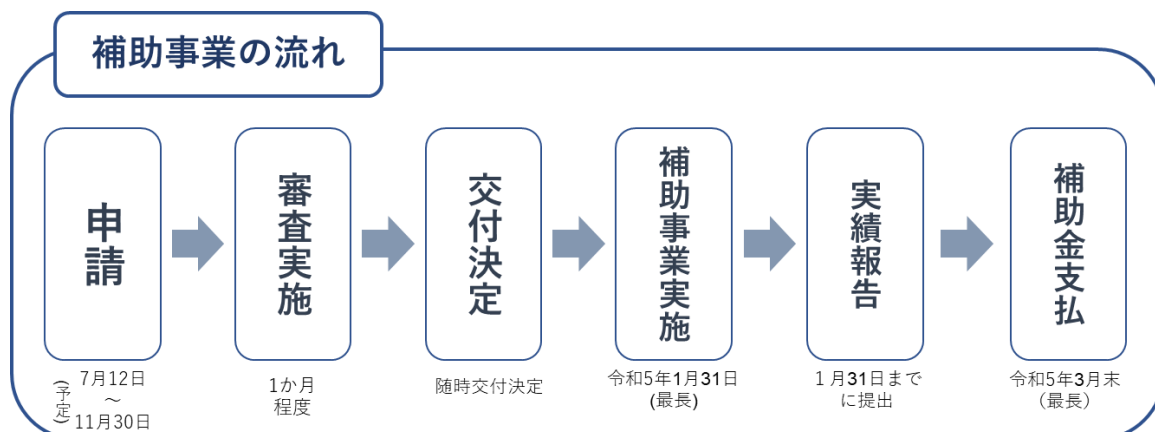 補助事業の流れ
申請
審査実施
交付決定
補助事業実施
実績報告
補助金支払
(予定)
7月12日
～
11月30日
1か月
程度
随時交付決定
令和5年1月31日
(最長)
１月31日まで
に提出
令和5年3月末
（最長）